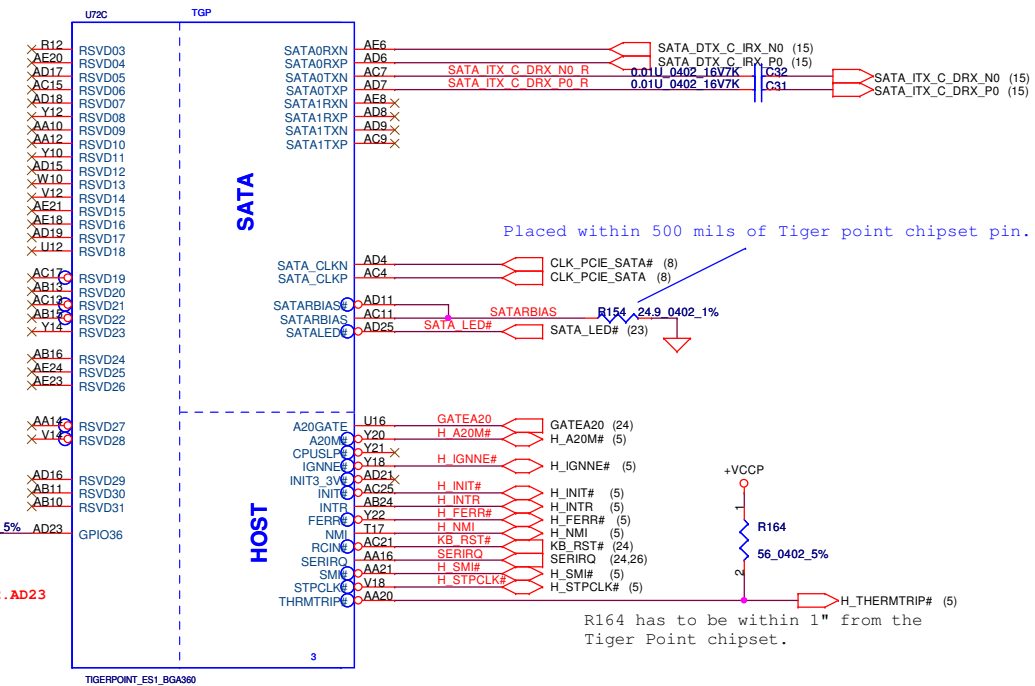 U72C TGP
R12 RSVD03
AE20 RSVD04
AD17 RSVD05
AC15 RSVD06
AD18 RSVD07
Y12 RSVD08
AA10 RSVD09
AA12 RSVD10
Y10 RSVD11
AD15 RSVD12
W10 RSVD13
V12 RSVD14
AE21 RSVD15
AE18 RSVD16
AD19 RSVD17
U12 RSVD18
AC17 RSVD19
AB13 RSVD20
AC13 RSVD21
AB15 RSVD22
Y14 RSVD23
AB16 RSVD24
AE24 RSVD25
AE23 RSVD26
AA14 RSVD27
V14 RSVD28
AD16 RSVD29
AB11 RSVD30
AB10 RSVD31
5% AD23 GPIO36
.AD23
SATA
SATA0RXN AE6 SATA_DTX_C_IRX_N0 (15)
SATA0RXP AD6 SATA_DTX_C_IRX_P0 (15)
SATA0TXN AC7 SATA_ITX_C_DRX_N0_R 0.01U_0402_16V7K C32 SATA_ITX_C_DRX_N0 (15)
SATA0TXP AD7 SATA_ITX_C_DRX_P0_R 0.01U_0402_16V7K C31 SATA_ITX_C_DRX_P0 (15)
SATA1RXN AE8
SATA1RXP AD8
SATA1TXN AD9
SATA1TXP AC9
Placed within 500 mils of Tiger point chipset pin.
SATA_CLKN AD4 CLK_PCIE_SATA# (8)
SATA_CLKP AC4 CLK_PCIE_SATA (8)
SATARBIAS# AD11
SATARBIAS AC11 SATARBIAS R154 24.9_0402_1%
SATALED# AD25 SATA_LED# SATA_LED# (23)
HOST
A20GATE U16 GATEA20 GATEA20 (24)
A20M# Y20 H_A20M# H_A20M# (5)
CPUSLP# Y21
IGNNE# Y18 H_IGNNE# H_IGNNE# (5)
INIT3_3V# AD21
INIT# AC25 H_INIT# H_INIT# (5)
INTR AB24 H_INTR H_INTR (5)
FERR# Y22 H_FERR# H_FERR# (5)
NMI T17 H_NMI H_NMI (5)
RCIN# AC21 KB_RST# KB_RST# (24)
SERIRQ AA16 SERIRQ SERIRQ (24,26)
SMI# AA21 H_SMI# H_SMI# (5)
STPCLK# V18 H_STPCLK# H_STPCLK# (5)
THRMTRIP# AA20 H_THERMTRIP# (5)
+VCCP
1
R164
56_0402_5%
2
R164 has to be within 1" from the
Tiger Point chipset.
3
TIGERPOINT_ES1_BGA360